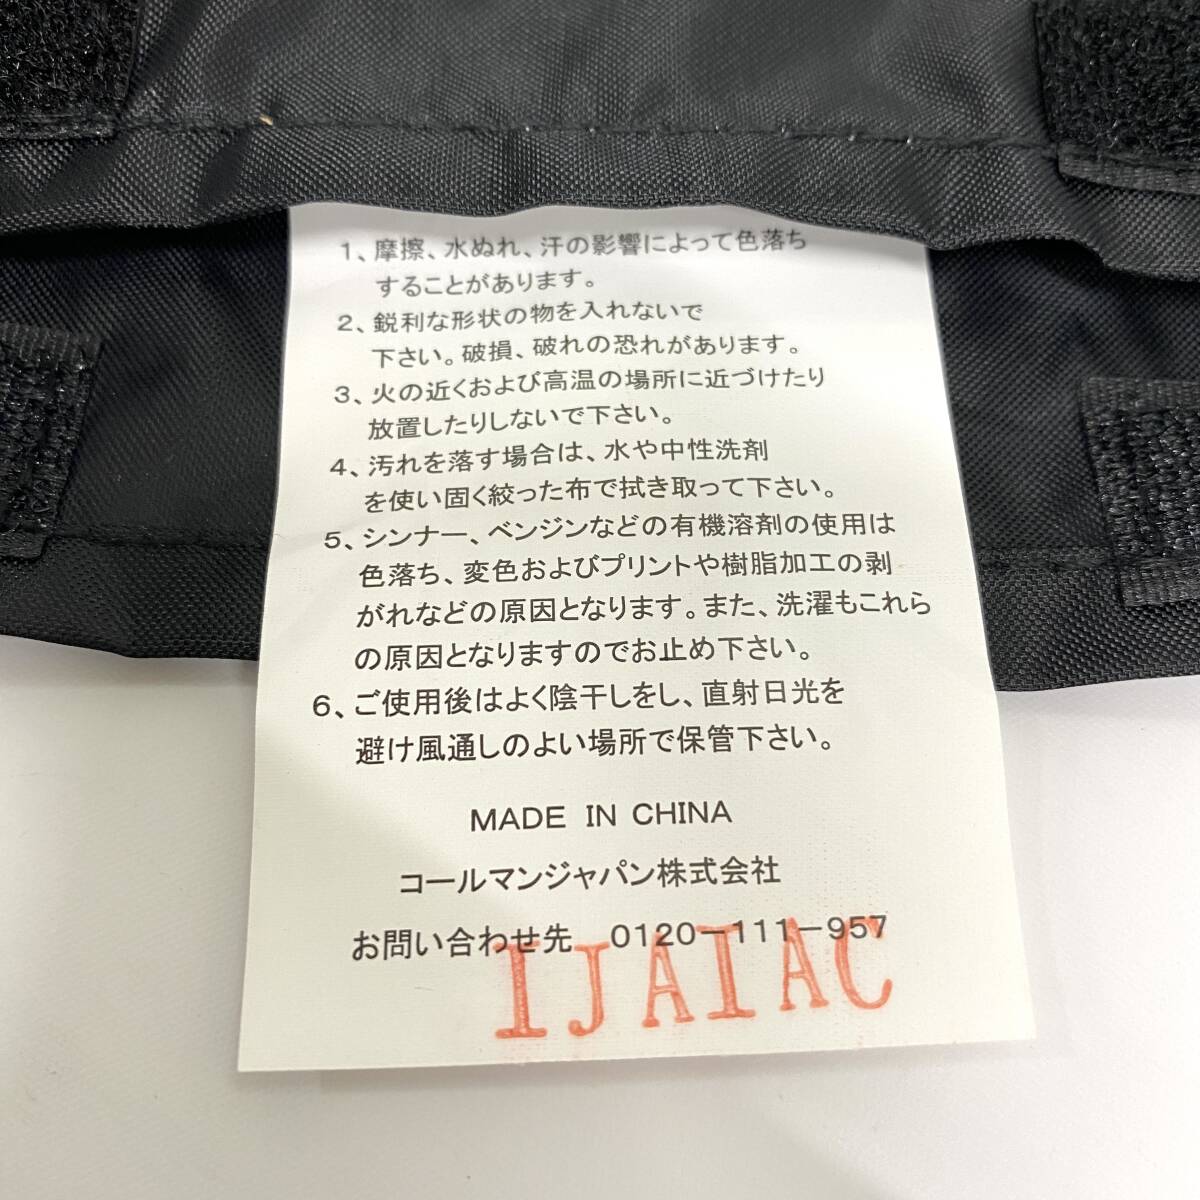 1、摩擦、水ぬれ、汗の影響によって色落ち
することがあります。
2、鋭利な形状の物を入れないで
下さい。破損、破れの恐れがあります。
3、火の近くおよび高温の場所に近づけたり
放置したりしないで下さい。
4、汚れを落す場合は、水や中性洗剤
を使い固く絞った布で拭き取って下さい。
5、シンナー、ベンジンなどの有機溶剤の使用は
色落ち、変色およびプリントや樹脂加工の剥
がれなどの原因となります。また、洗濯もこれら
の原因となりますのでお止め下さい。
6、ご使用後はよく陰干しをし、直射日光を
避け風通しのよい場所で保管下さい。
MADE IN CHINA
コールマンジャパン株式会社
お問い合わせ先 0120-111-957
IJAIAC